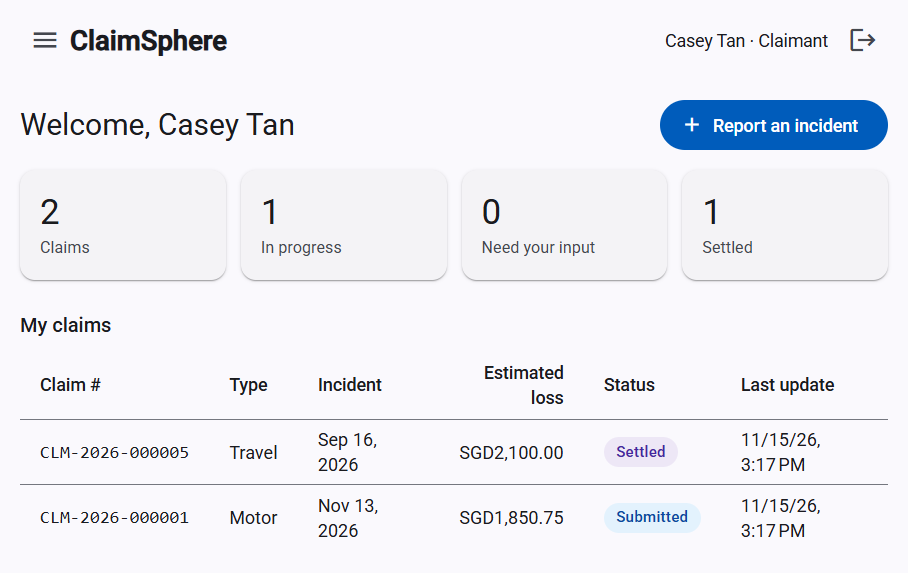 ClaimSphere
Casey Tan · Claimant
Welcome, Casey Tan
+ Report an incident
2
Claims
1
In progress
0
Need your input
1
Settled
My claims
Claim # Type Incident Estimated loss Status Last update
CLM-2026-000005 Travel Sep 16, 2026 SGD2,100.00 Settled 11/15/26, 3:17 PM
CLM-2026-000001 Motor Nov 13, 2026 SGD1,850.75 Submitted 11/15/26, 3:17 PM